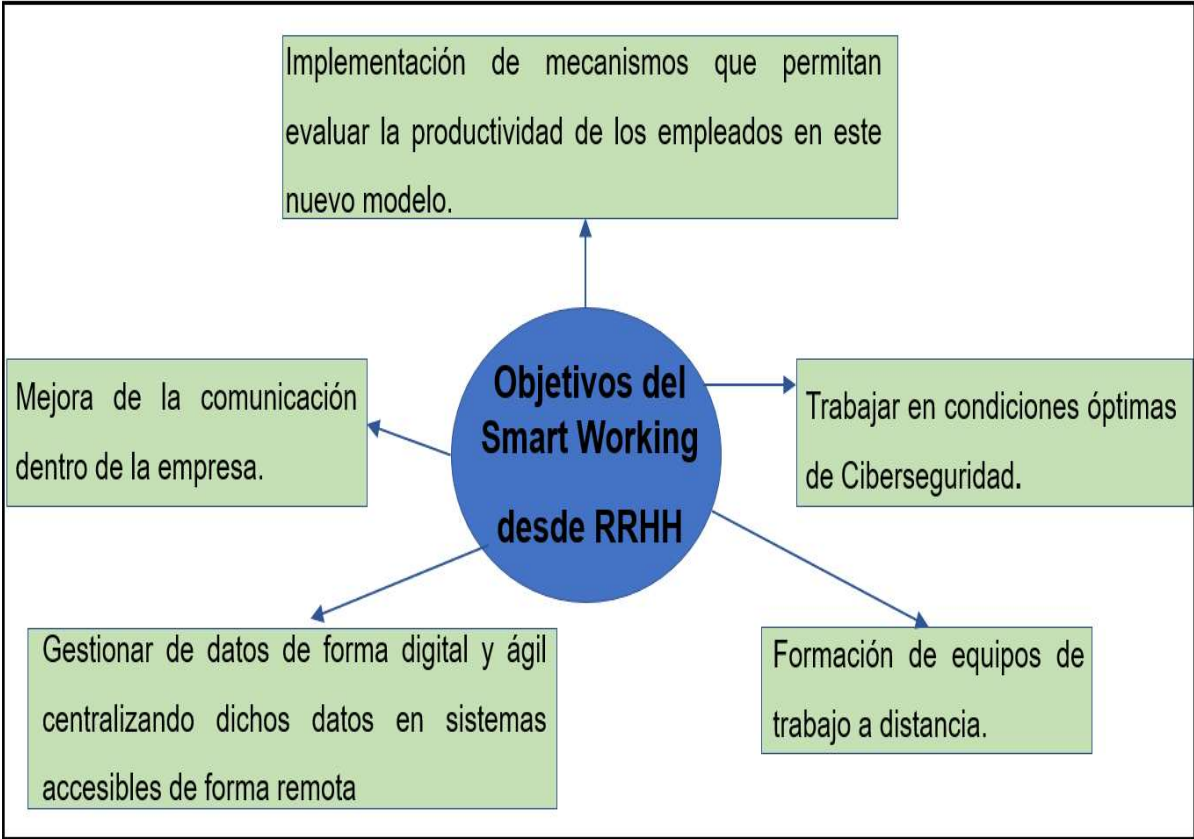 Implementación de mecanismos que permitan
evaluar la productividad de los empleados en este
nuevo modelo.
Mejora de la comunicación
dentro de la empresa.
Objetivos del
Smart Working
desde RRHH
Trabajar en condiciones óptimas
de Ciberseguridad.
Gestionar de datos de forma digital y ágil
centralizando dichos datos en sistemas
accesibles de forma remota
Formación de equipos de
trabajo a distancia.